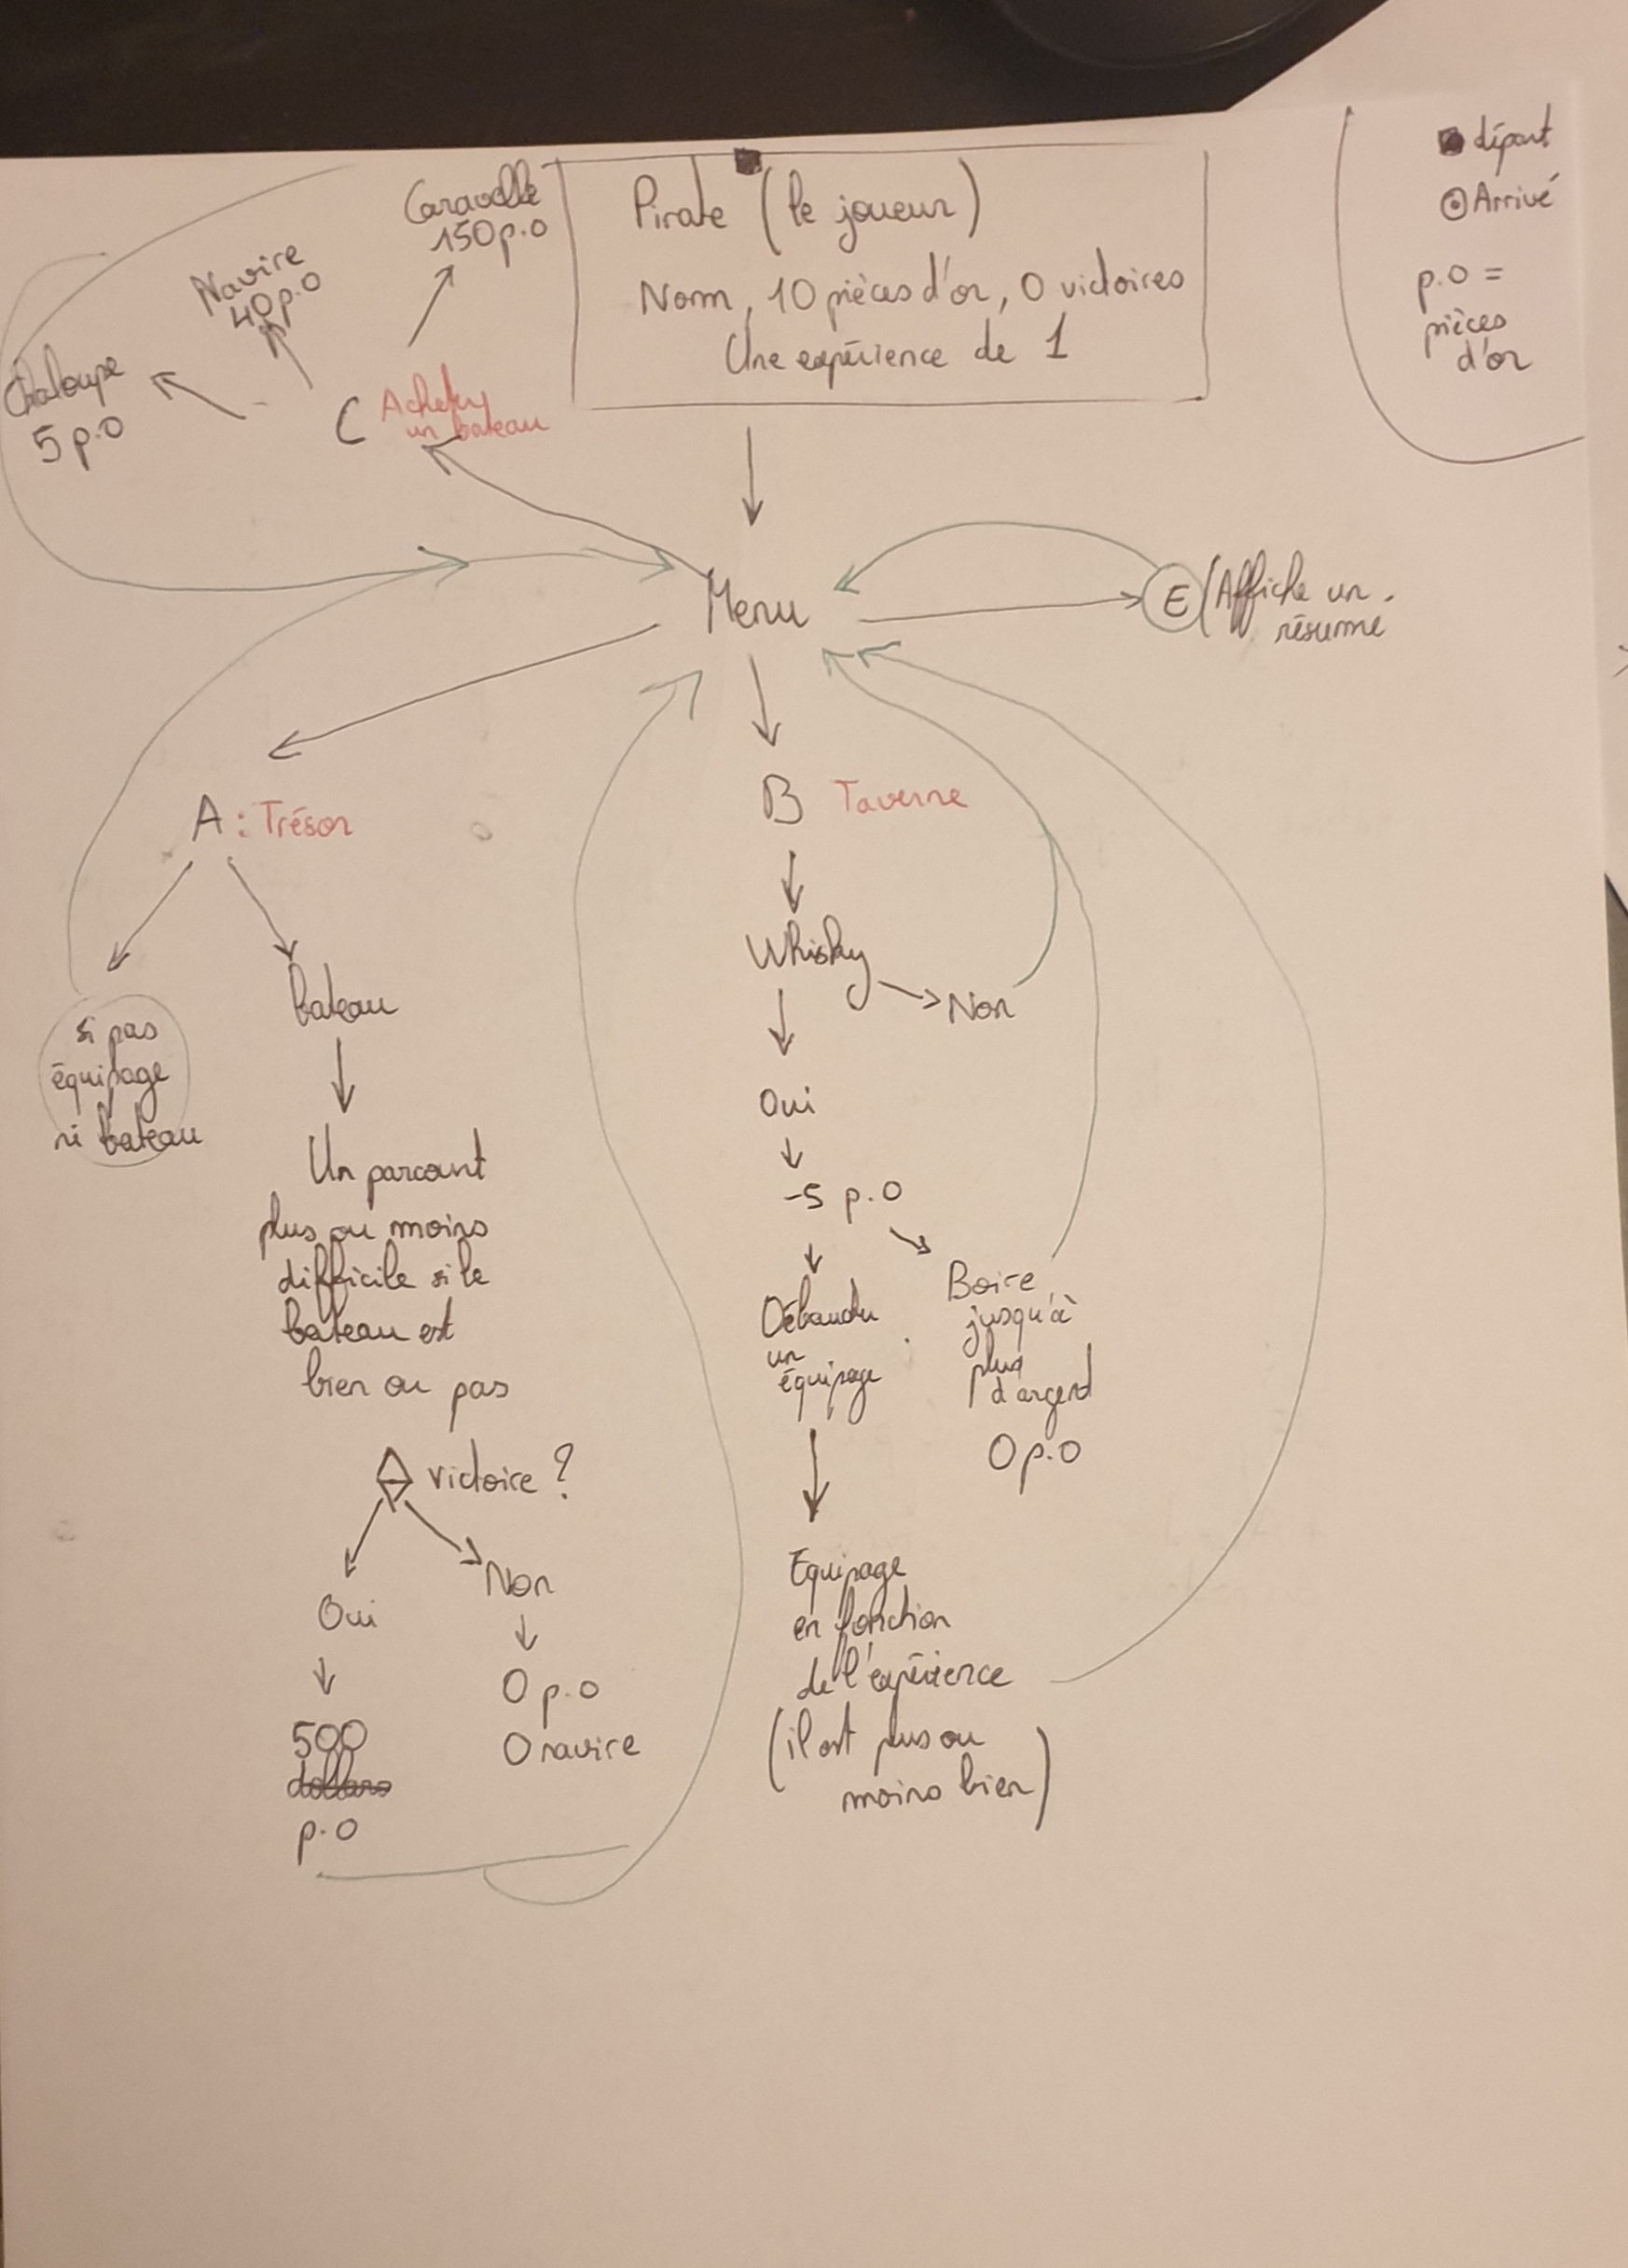 départ
Arrivé
p.o =
pièces
d'or
Pirate (le joueur)
Nom, 10 pièces d'or, 0 victoires
Une expérience de 1
Caravelle
150 p.o
Navire
40 p.o
Chaloupe
5 p.o
C Acheter
un bateau
Menu
E (Affiche un
résumé
A : Trésor
si pas
équipage
ni bateau
bateau
Un parcourt
plus ou moins
difficile si le
bateau est
bien ou pas
victoire ?
Oui
500
dollars
p.o
Non
0 p.o
0 navire
B Taverne
Whisky
Non
Oui
-5 p.o
un
équipage
Boire
jusqu'à
plus
d'argent
0 p.o
Equipage
en fonction
de l'expérience
(il est plus ou
moins bien)